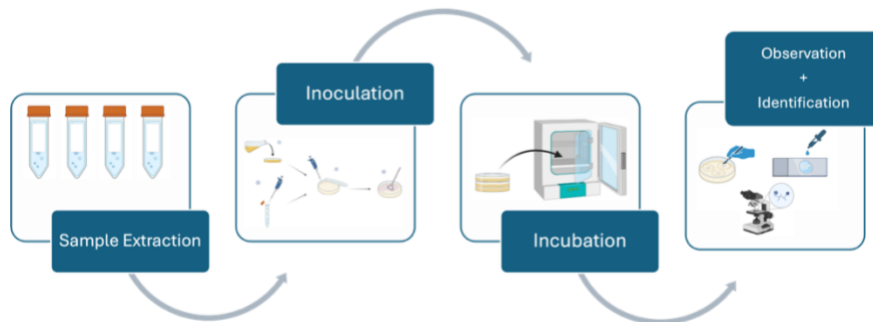 Sample Extraction
Inoculation
Incubation
Observation
+
Identification